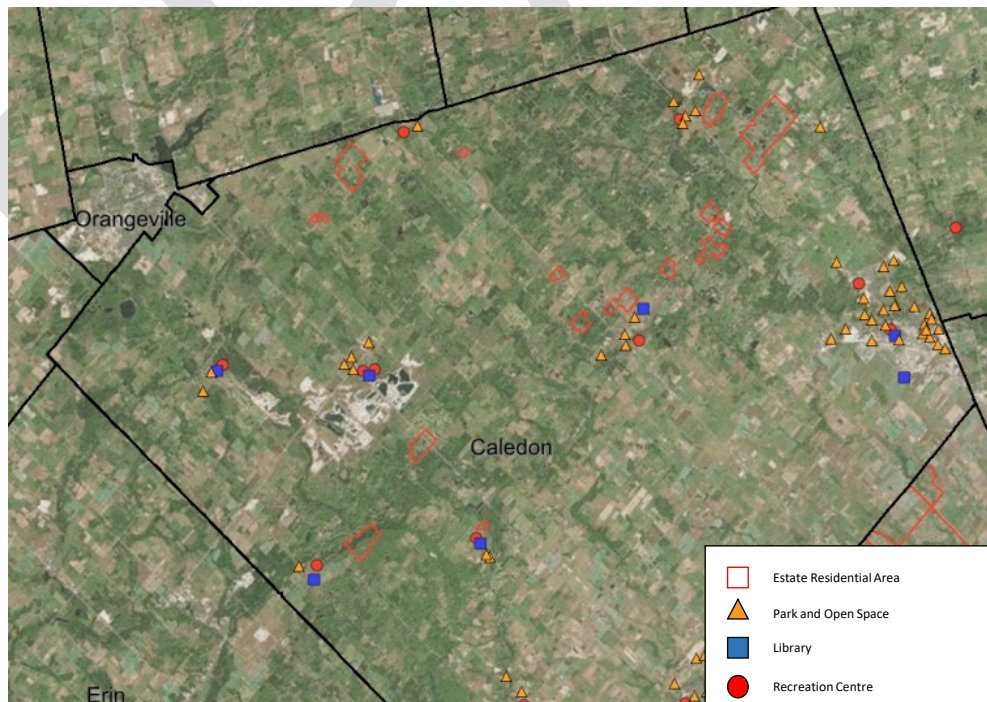 Orangeville
Caledon
Erin
Estate Residential Area
Park and Open Space
Library
Recreation Centre